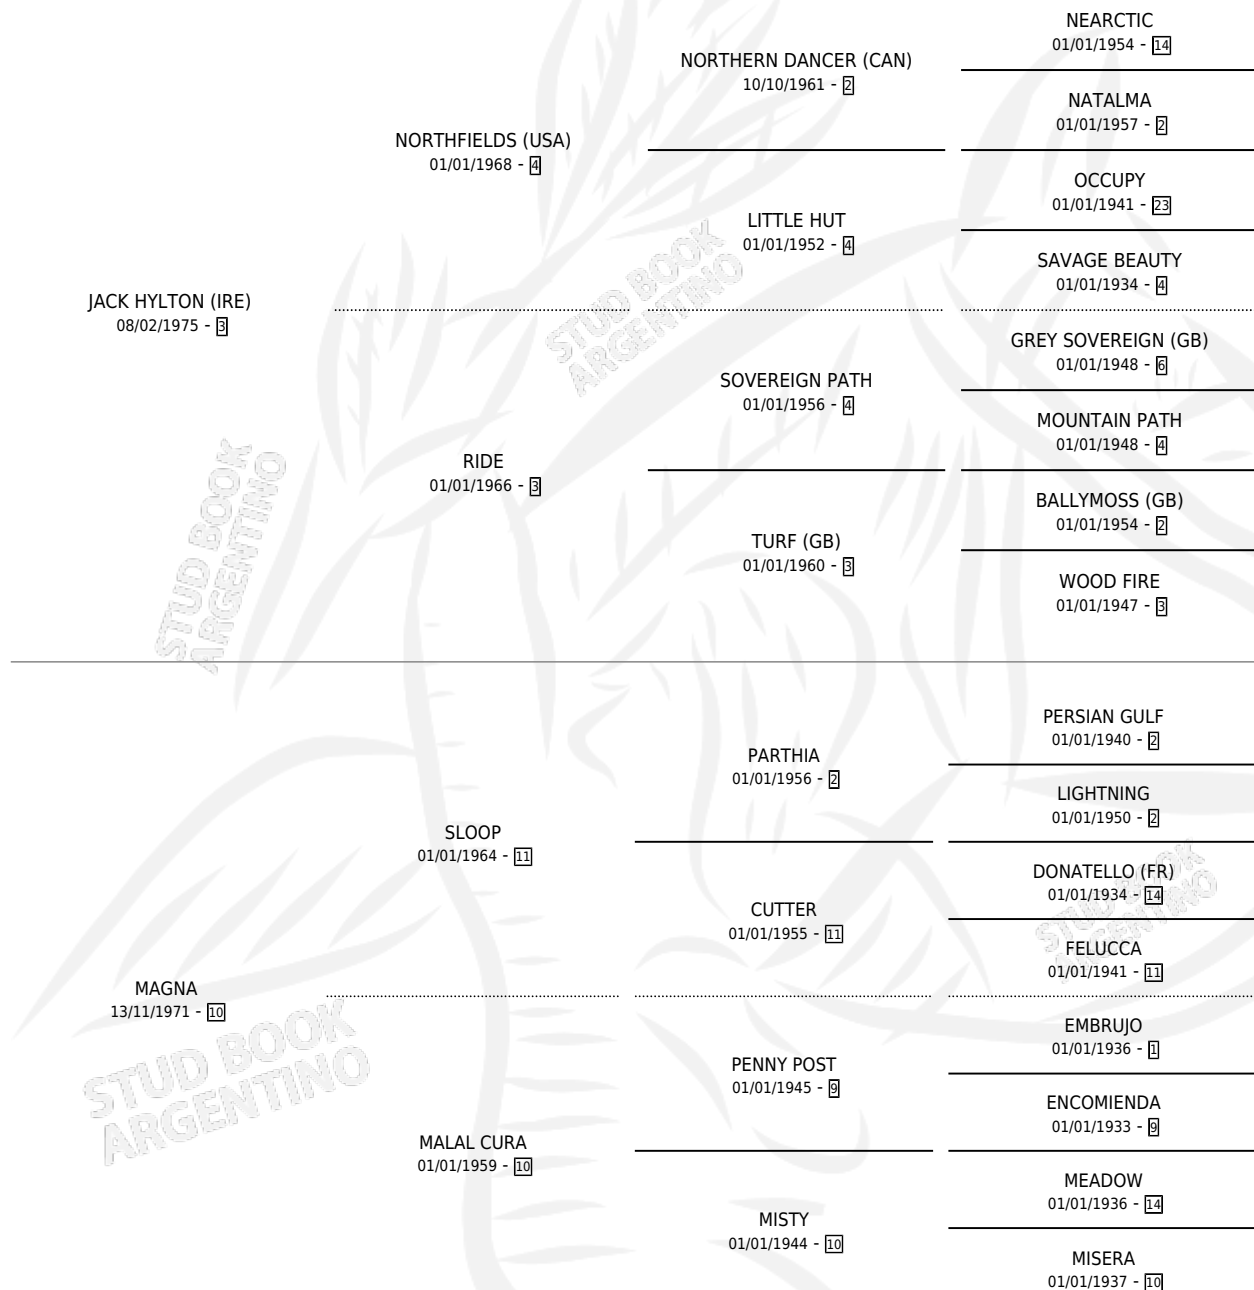 NEARCTIC
01/01/1954 - 14
NORTHERN DANCER (CAN)
10/10/1961 - 2
NATALMA
01/01/1957 - 2
NORTHFIELDS (USA)
01/01/1968 - 4
OCCUPY
01/01/1941 - 23
LITTLE HUT
01/01/1952 - 4
SAVAGE BEAUTY
01/01/1934 - 4
JACK HYLTON (IRE)
08/02/1975 - 3
GREY SOVEREIGN (GB)
01/01/1948 - 6
SOVEREIGN PATH
01/01/1956 - 4
MOUNTAIN PATH
01/01/1948 - 4
RIDE
01/01/1966 - 3
BALLYMOSS (GB)
01/01/1954 - 2
TURF (GB)
01/01/1960 - 3
WOOD FIRE
01/01/1947 - 3
PERSIAN GULF
01/01/1940 - 2
PARTHIA
01/01/1956 - 2
LIGHTNING
01/01/1950 - 2
SLOOP
01/01/1964 - 11
DONATELLO (FR)
01/01/1934 - 14
CUTTER
01/01/1955 - 11
FELUCCA
01/01/1941 - 11
MAGNA
13/11/1971 - 10
EMBRUJO
01/01/1936 - 1
PENNY POST
01/01/1945 - 9
ENCOMIENDA
01/01/1933 - 9
MALAL CURA
01/01/1959 - 10
MEADOW
01/01/1936 - 14
MISTY
01/01/1944 - 10
MISERA
01/01/1937 - 10
STUD BOOK
ARGENTINO
STUD BOOK
ARGENTINO
STUD BOOK
ARGENTINO
STUD BOOK
ARGENTINO